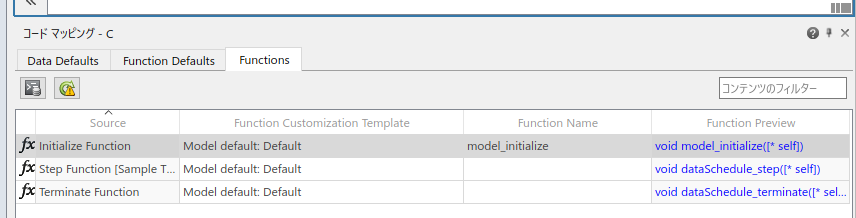 コード マッピング - C
Data Defaults Function Defaults Functions
コンテンツのフィルター
Source Function Customization Template Function Name Function Preview
fx Initialize Function Model default: Default model_initialize void model_initialize([* self])
fx Step Function [Sample T... Model default: Default void dataSchedule_step([* self])
fx Terminate Function Model default: Default void dataSchedule_terminate([* sel...